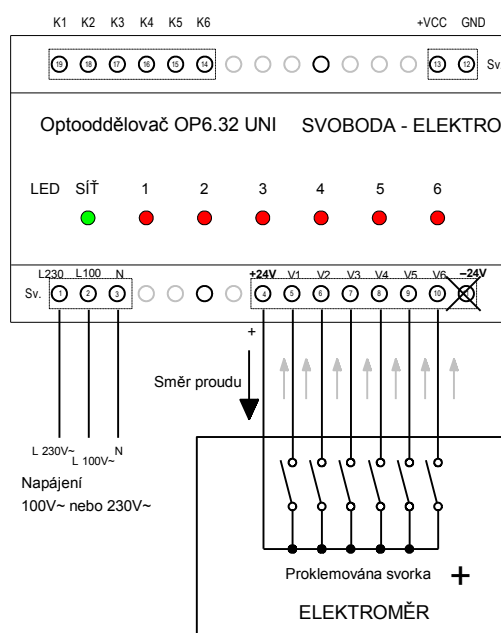 K1 K2 K3 K4 K5 K6 +VCC GND
19 18 17 16 15 14 13 12 Sv.
Optooddělovač OP6.32 UNI SVOBODA - ELEKTRO
LED SÍŤ 1 2 3 4 5 6
L230 L100 N +24V V1 V2 V3 V4 V5 V6 –24V
Sv. 1 2 3 4 5 6 7 8 9 10
+
Směr proudu
L 230V~ L 100V~ N
Napájení
100V~ nebo 230V~
Proklemována svorka +
ELEKTROMĚR